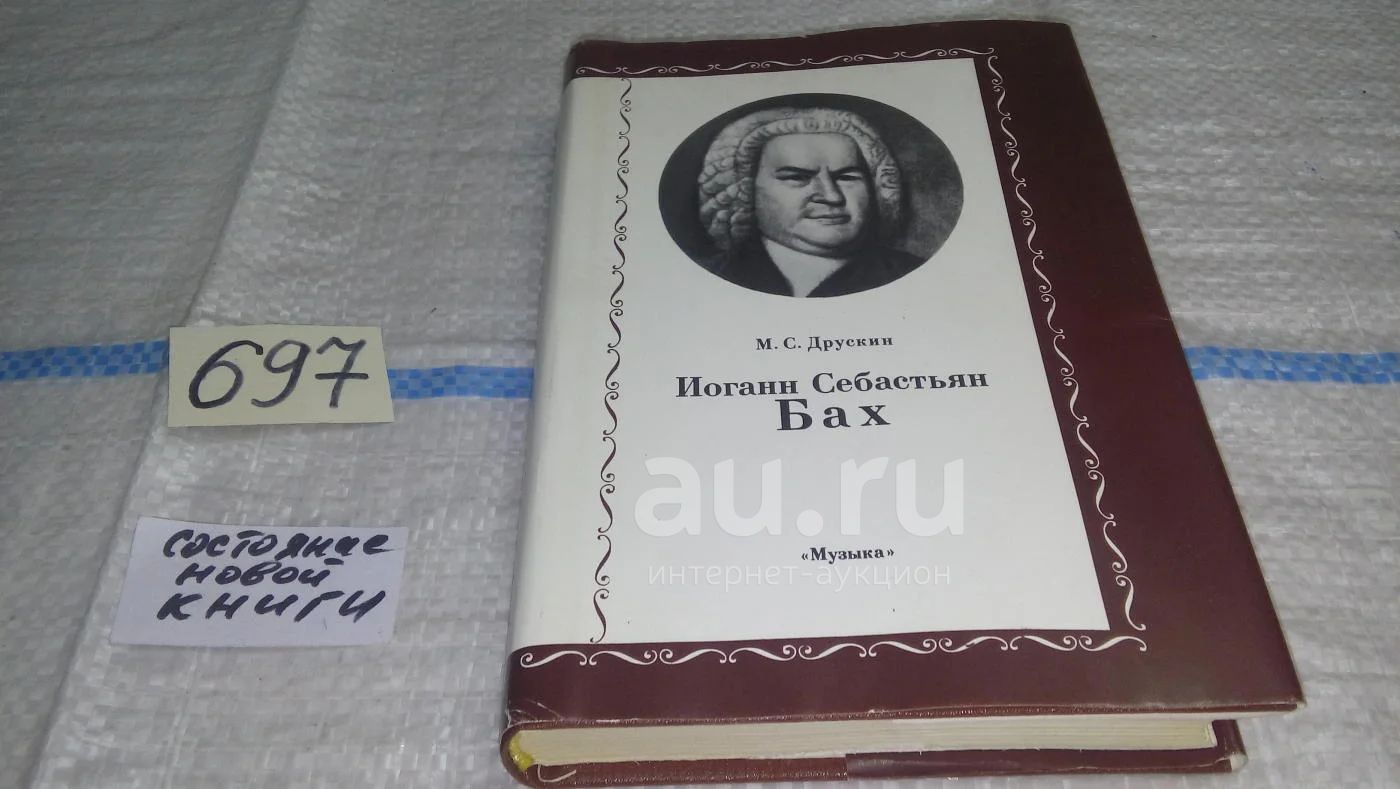 М. С. Друскин
Иоганн Себастьян
Бах
«Музыка»
au.ru
интернет-аукцион
697
состояние
новой
книги